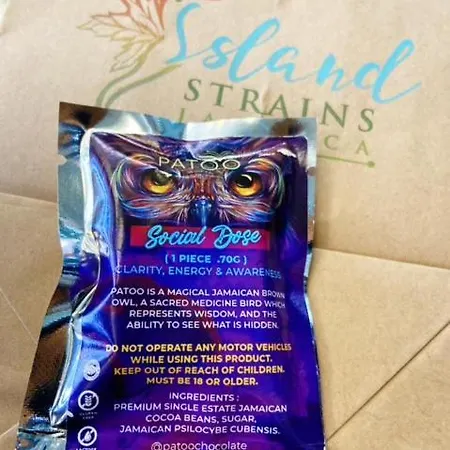 Island
STRAINS
PATOO
Social Dose
( 1 PIECE .70G )
CLARITY, ENERGY & AWARENESS
PATOO IS A MAGICAL JAMAICAN BROWN
OWL, A SACRED MEDICINE BIRD WHICH
REPRESENTS WISDOM, AND THE
ABILITY TO SEE WHAT IS HIDDEN.
DO NOT OPERATE ANY MOTOR VEHICLES
WHILE USING THIS PRODUCT.
KEEP OUT OF REACH OF CHILDREN.
MUST BE 18 OR OLDER.
INGREDIENTS :
PREMIUM SINGLE ESTATE JAMAICAN
COCOA BEANS, SUGAR,
JAMAICAN PSILOCYBE CUBENSIS.
@patoochocolate